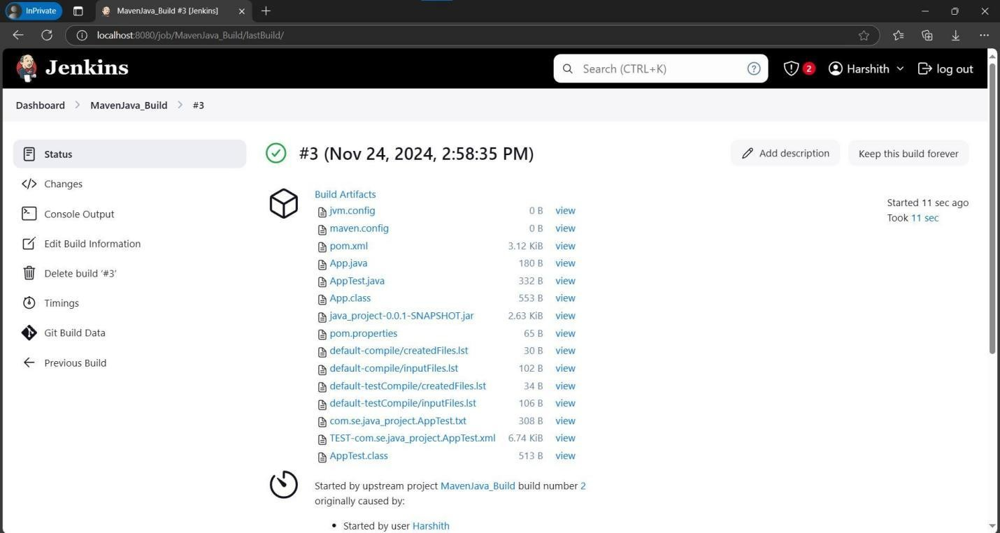 InPrivate
MavenJava_Build #3 [Jenkins]
localhost:8080/job/MavenJava_Build/lastBuild/
Jenkins
Search (CTRL+K)
?
2
Harshith
log out
Dashboard > MavenJava_Build > #3
Status
Changes
Console Output
Edit Build Information
Delete build ‘#3’
Timings
Git Build Data
Previous Build
#3 (Nov 24, 2024, 2:58:35 PM)
Add description
Keep this build forever
Started 11 sec ago
Took 11 sec
Build Artifacts
jvm.config 0 B view
maven.config 0 B view
pom.xml 3.12 KiB view
App.java 180 B view
AppTest.java 332 B view
App.class 553 B view
java_project-0.0.1-SNAPSHOT.jar 2.63 KiB view
pom.properties 65 B view
default-compile/createdFiles.lst 30 B view
default-compile/inputFiles.lst 102 B view
default-testCompile/createdFiles.lst 34 B view
default-testCompile/inputFiles.lst 106 B view
com.se.java_project.AppTest.txt 308 B view
TEST-com.se.java_project.AppTest.xml 6.74 KiB view
AppTest.class 513 B view
Started by upstream project MavenJava_Build build number 2
originally caused by:
• Started by user Harshith